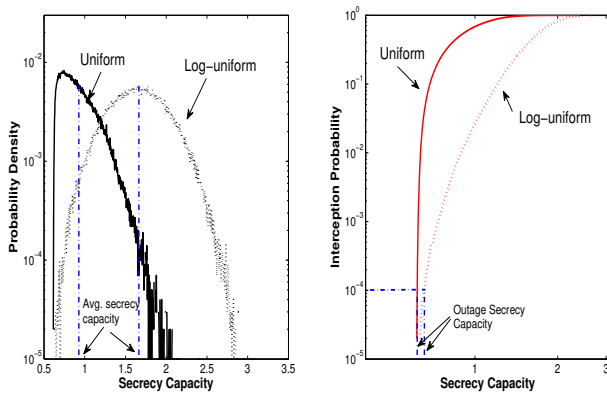 Uniform
Log−uniform
Avg. secrecy
capacity
Probability Density
10^−2
10^−3
10^−4
10^−5
0.5 1 1.5 2 2.5 3 3.5
Secrecy Capacity
Uniform
Log−uniform
Outage Secrecy
Capacity
Interception Probability
10^0
10^−1
10^−2
10^−3
10^−4
10^−5
1 2 3
Secrecy Capacity